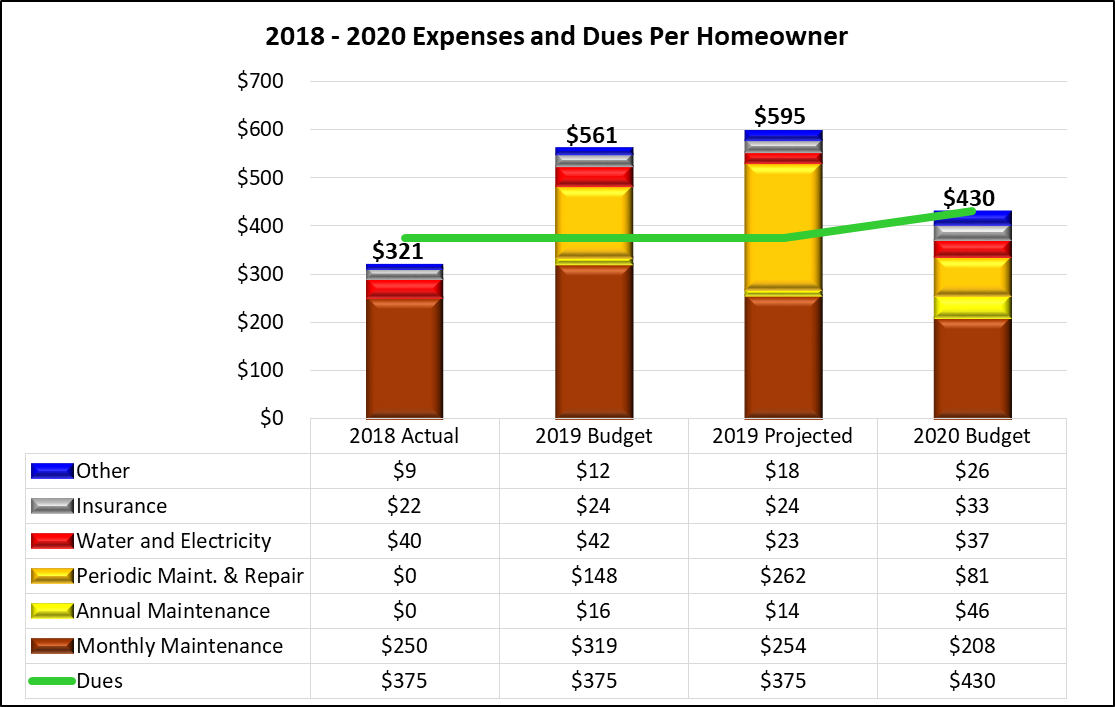 2018 - 2020 Expenses and Dues Per Homeowner
$700
$600
$500
$400
$300
$200
$100
$0
$321
$561
$595
$430
2018 Actual 2019 Budget 2019 Projected 2020 Budget
Other $9 $12 $18 $26
Insurance $22 $24 $24 $33
Water and Electricity $40 $42 $23 $37
Periodic Maint. & Repair $0 $148 $262 $81
Annual Maintenance $0 $16 $14 $46
Monthly Maintenance $250 $319 $254 $208
Dues $375 $375 $375 $430